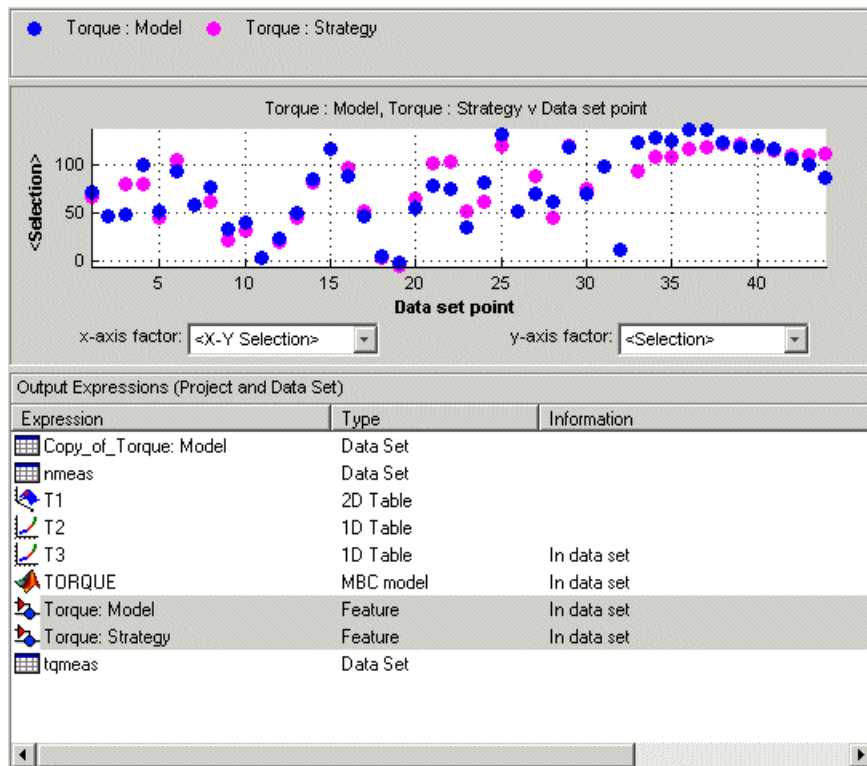 Torque : Model Torque : Strategy
Torque : Model, Torque : Strategy v Data set point
<Selection>
100
50
0
5 10 15 20 25 30 35 40
Data set point
x-axis factor: <X-Y Selection> y-axis factor: <Selection>
Output Expressions (Project and Data Set)
Expression Type Information
Copy_of_Torque: Model Data Set
nmeas Data Set
T1 2D Table
T2 1D Table
T3 1D Table In data set
TORQUE MBC model In data set
Torque: Model Feature In data set
Torque: Strategy Feature In data set
tqmeas Data Set